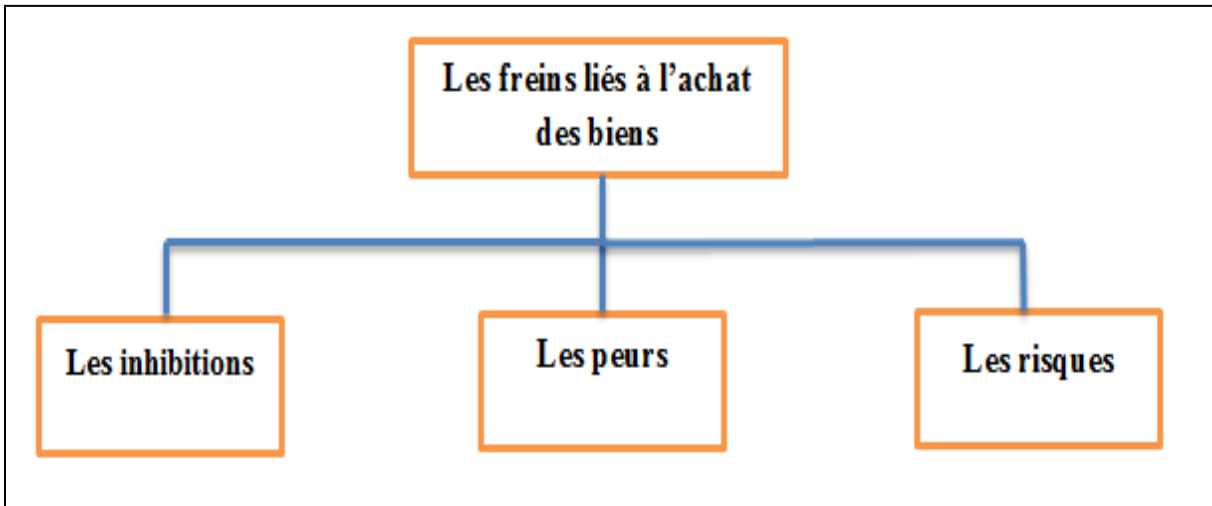 Les freins liés à l’achat
des biens
Les inhibitions
Les peurs
Les risques